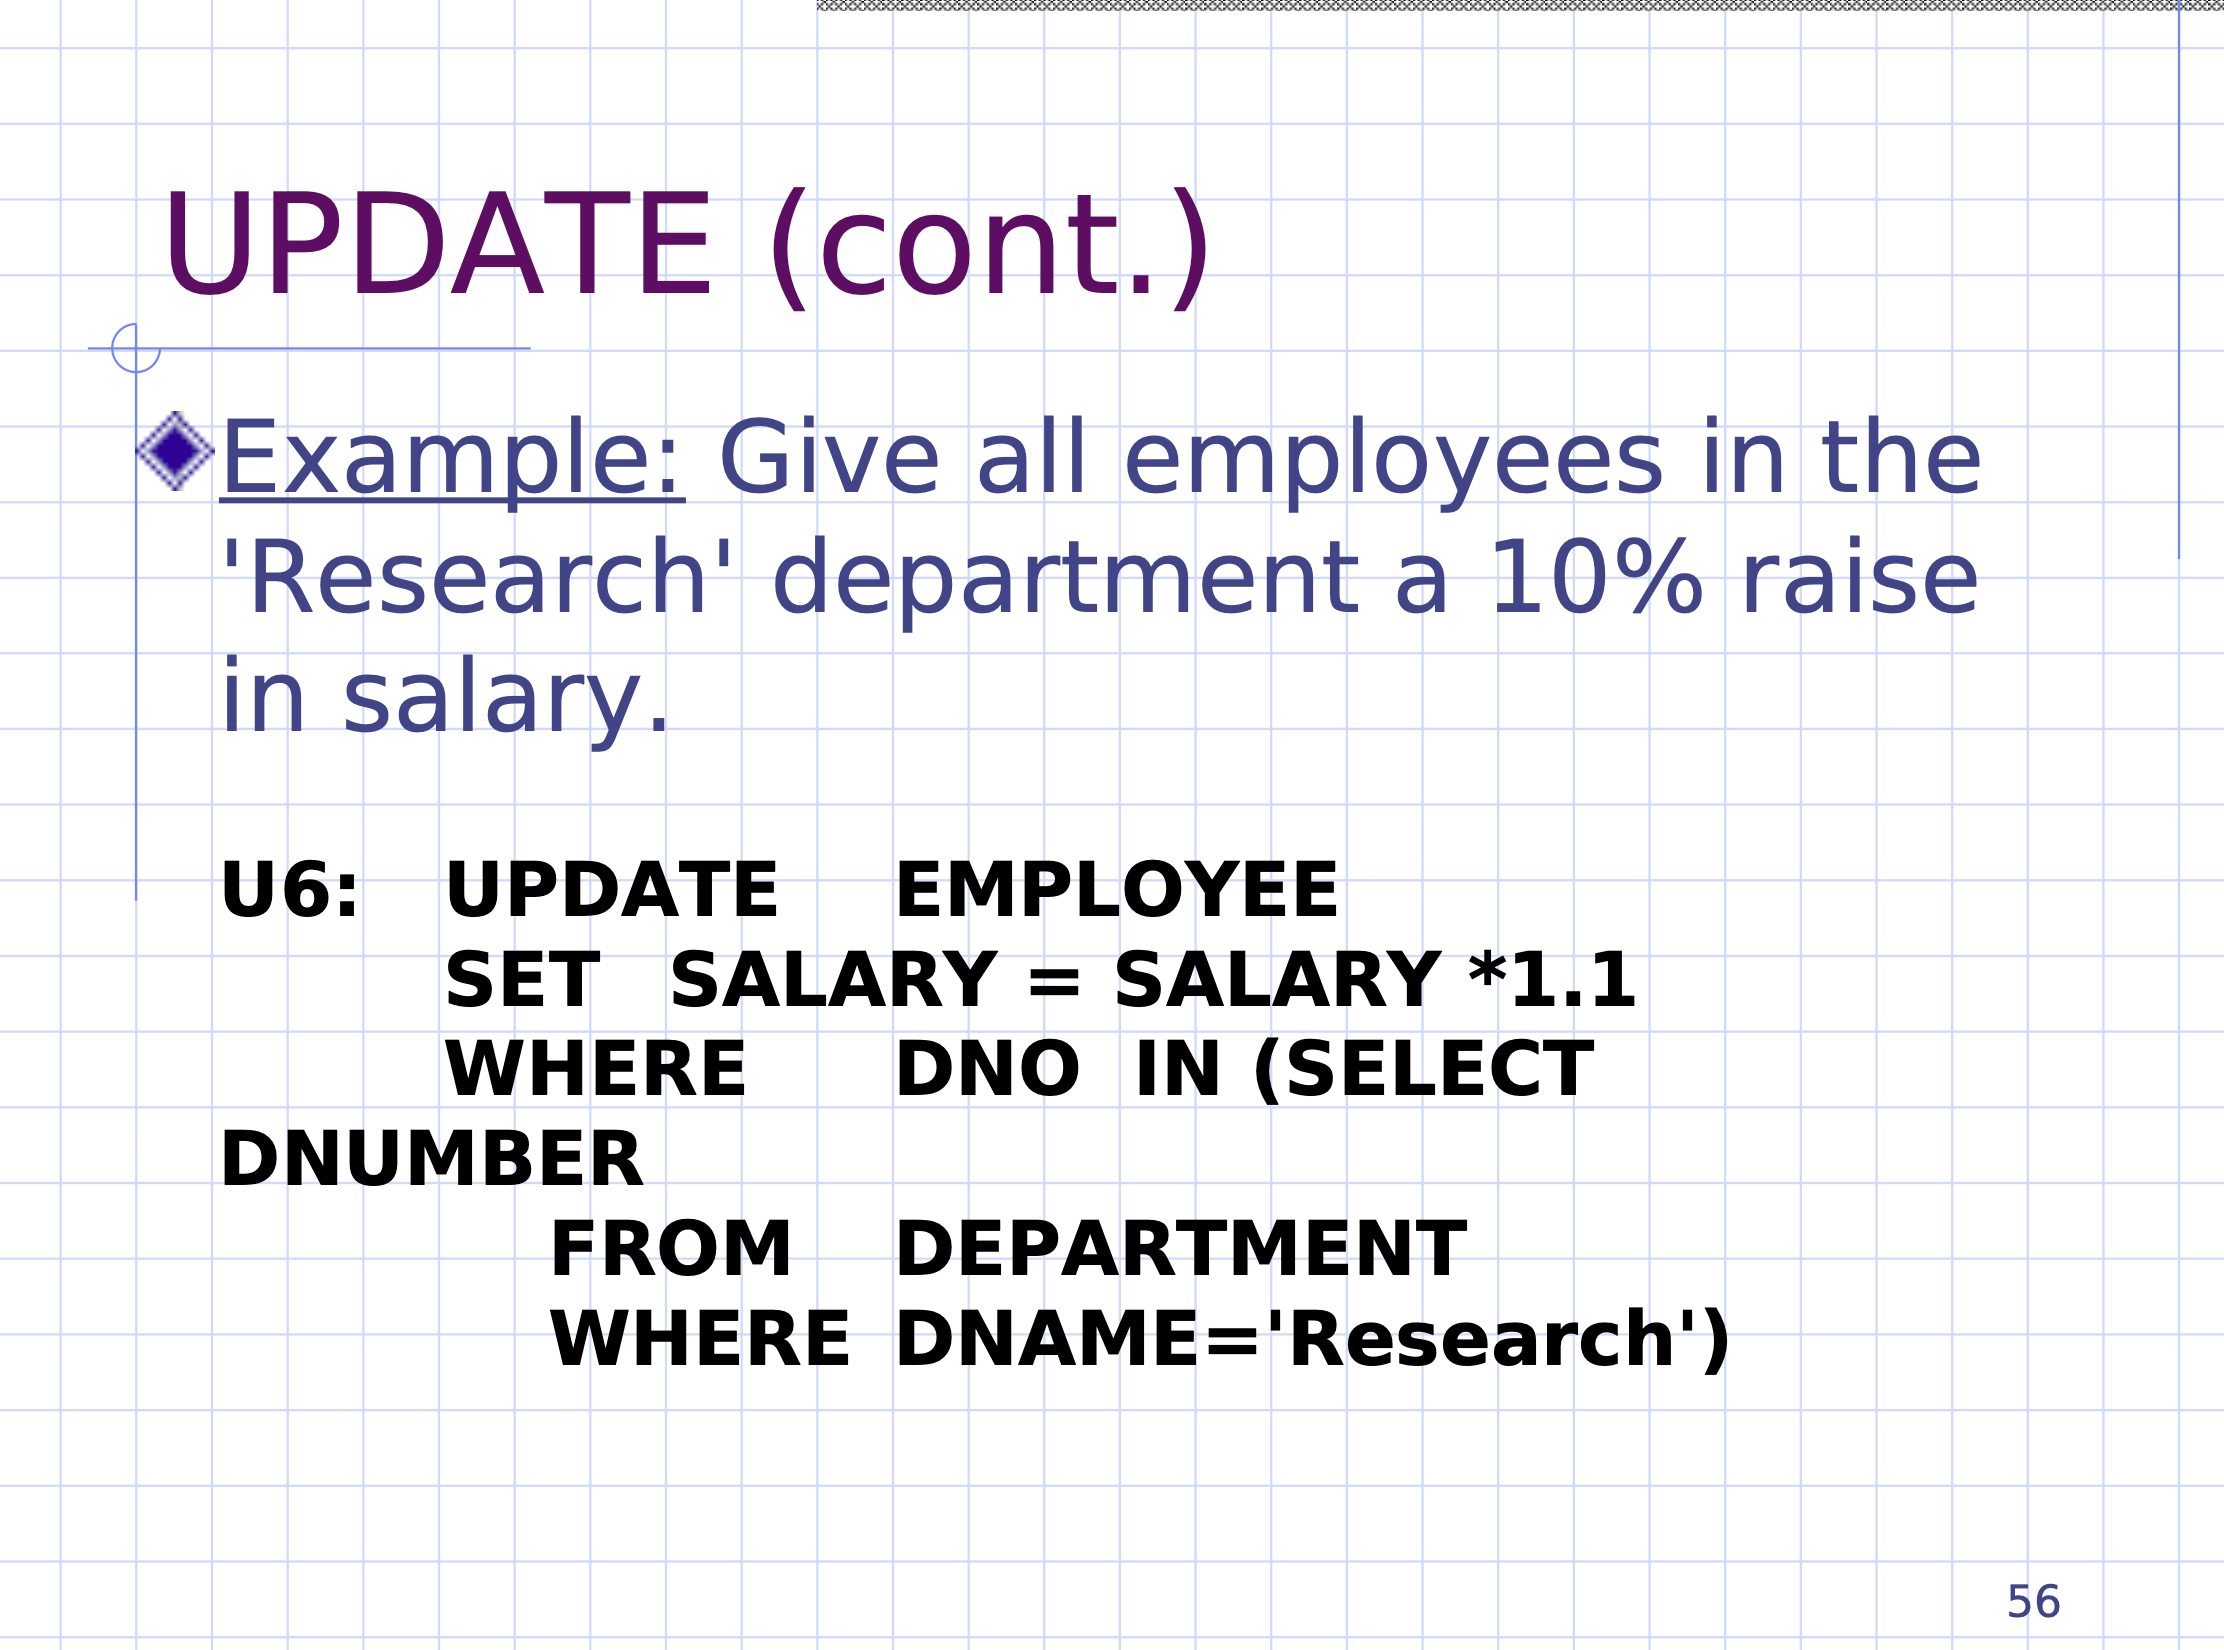 UPDATE (cont.)
Example: Give all employees in the
'Research' department a 10% raise
in salary.
U6: UPDATE EMPLOYEE
SET SALARY = SALARY *1.1
WHERE DNO IN (SELECT
DNUMBER
FROM DEPARTMENT
WHERE DNAME='Research')
56